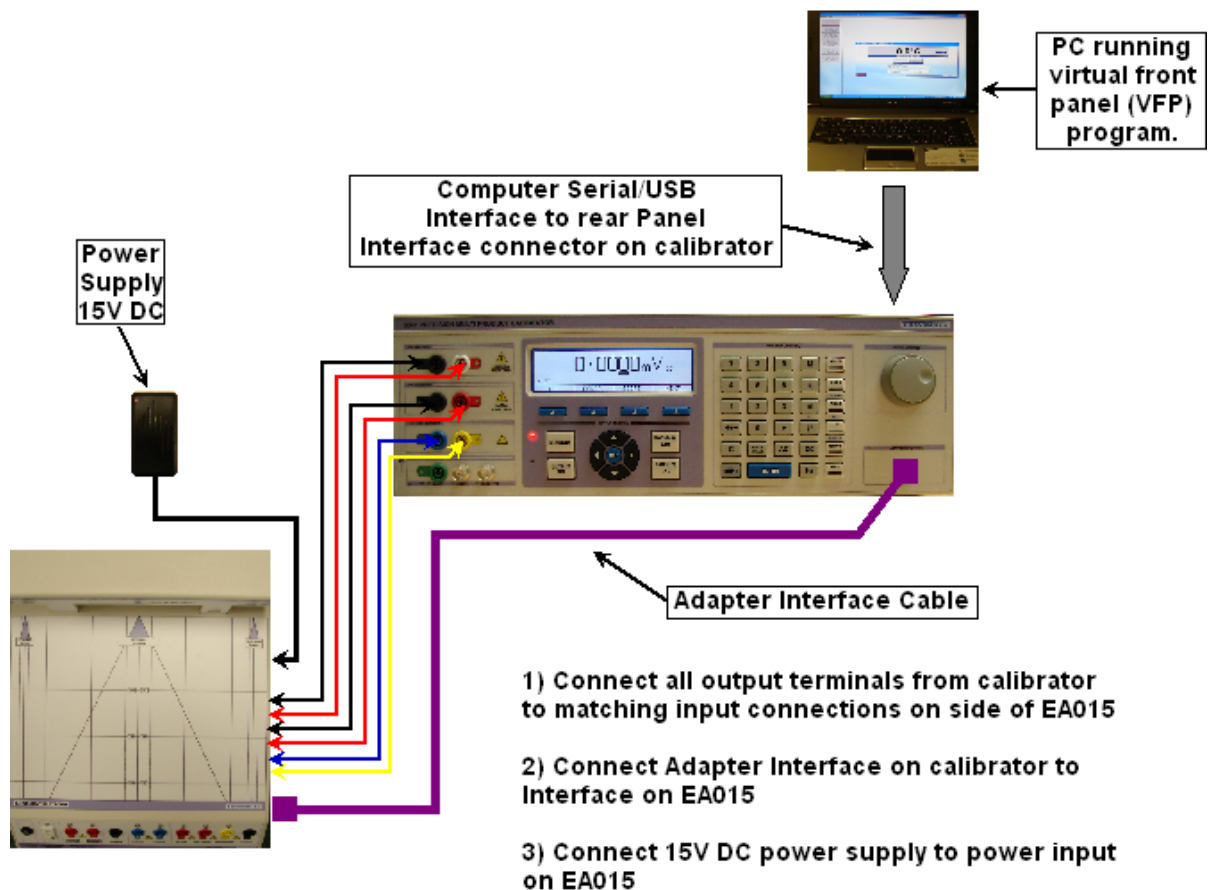 PC running
virtual front
panel (VFP)
program.
Computer Serial/USB
Interface to rear Panel
Interface connector on calibrator
Power
Supply
15V DC
Adapter Interface Cable
1) Connect all output terminals from calibrator
to matching input connections on side of EA015
2) Connect Adapter Interface on calibrator to
Interface on EA015
3) Connect 15V DC power supply to power input
on EA015